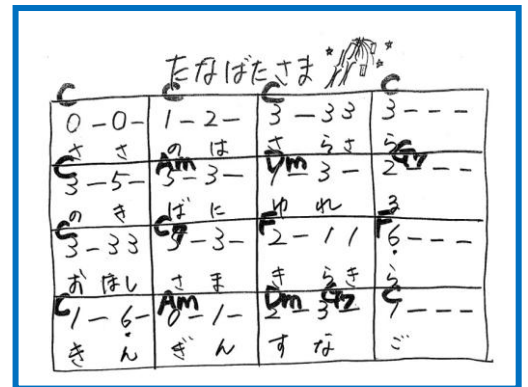 たなばたさま
C C C C
0-0- 1-2- 3-33 3---
ささ のは さらさ ら
C Am Dm G7
3-5- 3-3- 1-3- 2---
のき ばに ゆれ る
C C7 F F
3-33 -3- 2-11 6---
おほし さま きらき ら
C Am Dm G7 C
1-6- 0-1- 2-3- 1---
きん ぎん すな ご